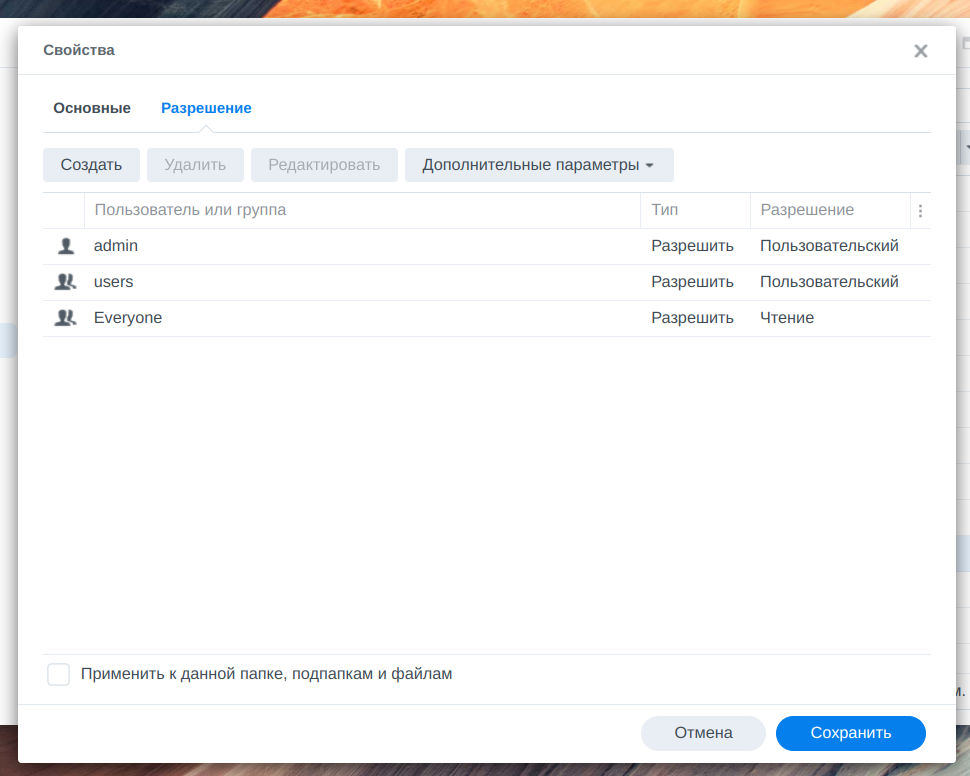 Свойства
Основные Разрешение
Создать Удалить Редактировать Дополнительные параметры
Пользователь или группа Тип Разрешение
admin Разрешить Пользовательский
users Разрешить Пользовательский
Everyone Разрешить Чтение
Применить к данной папке, подпапкам и файлам
Отмена Сохранить